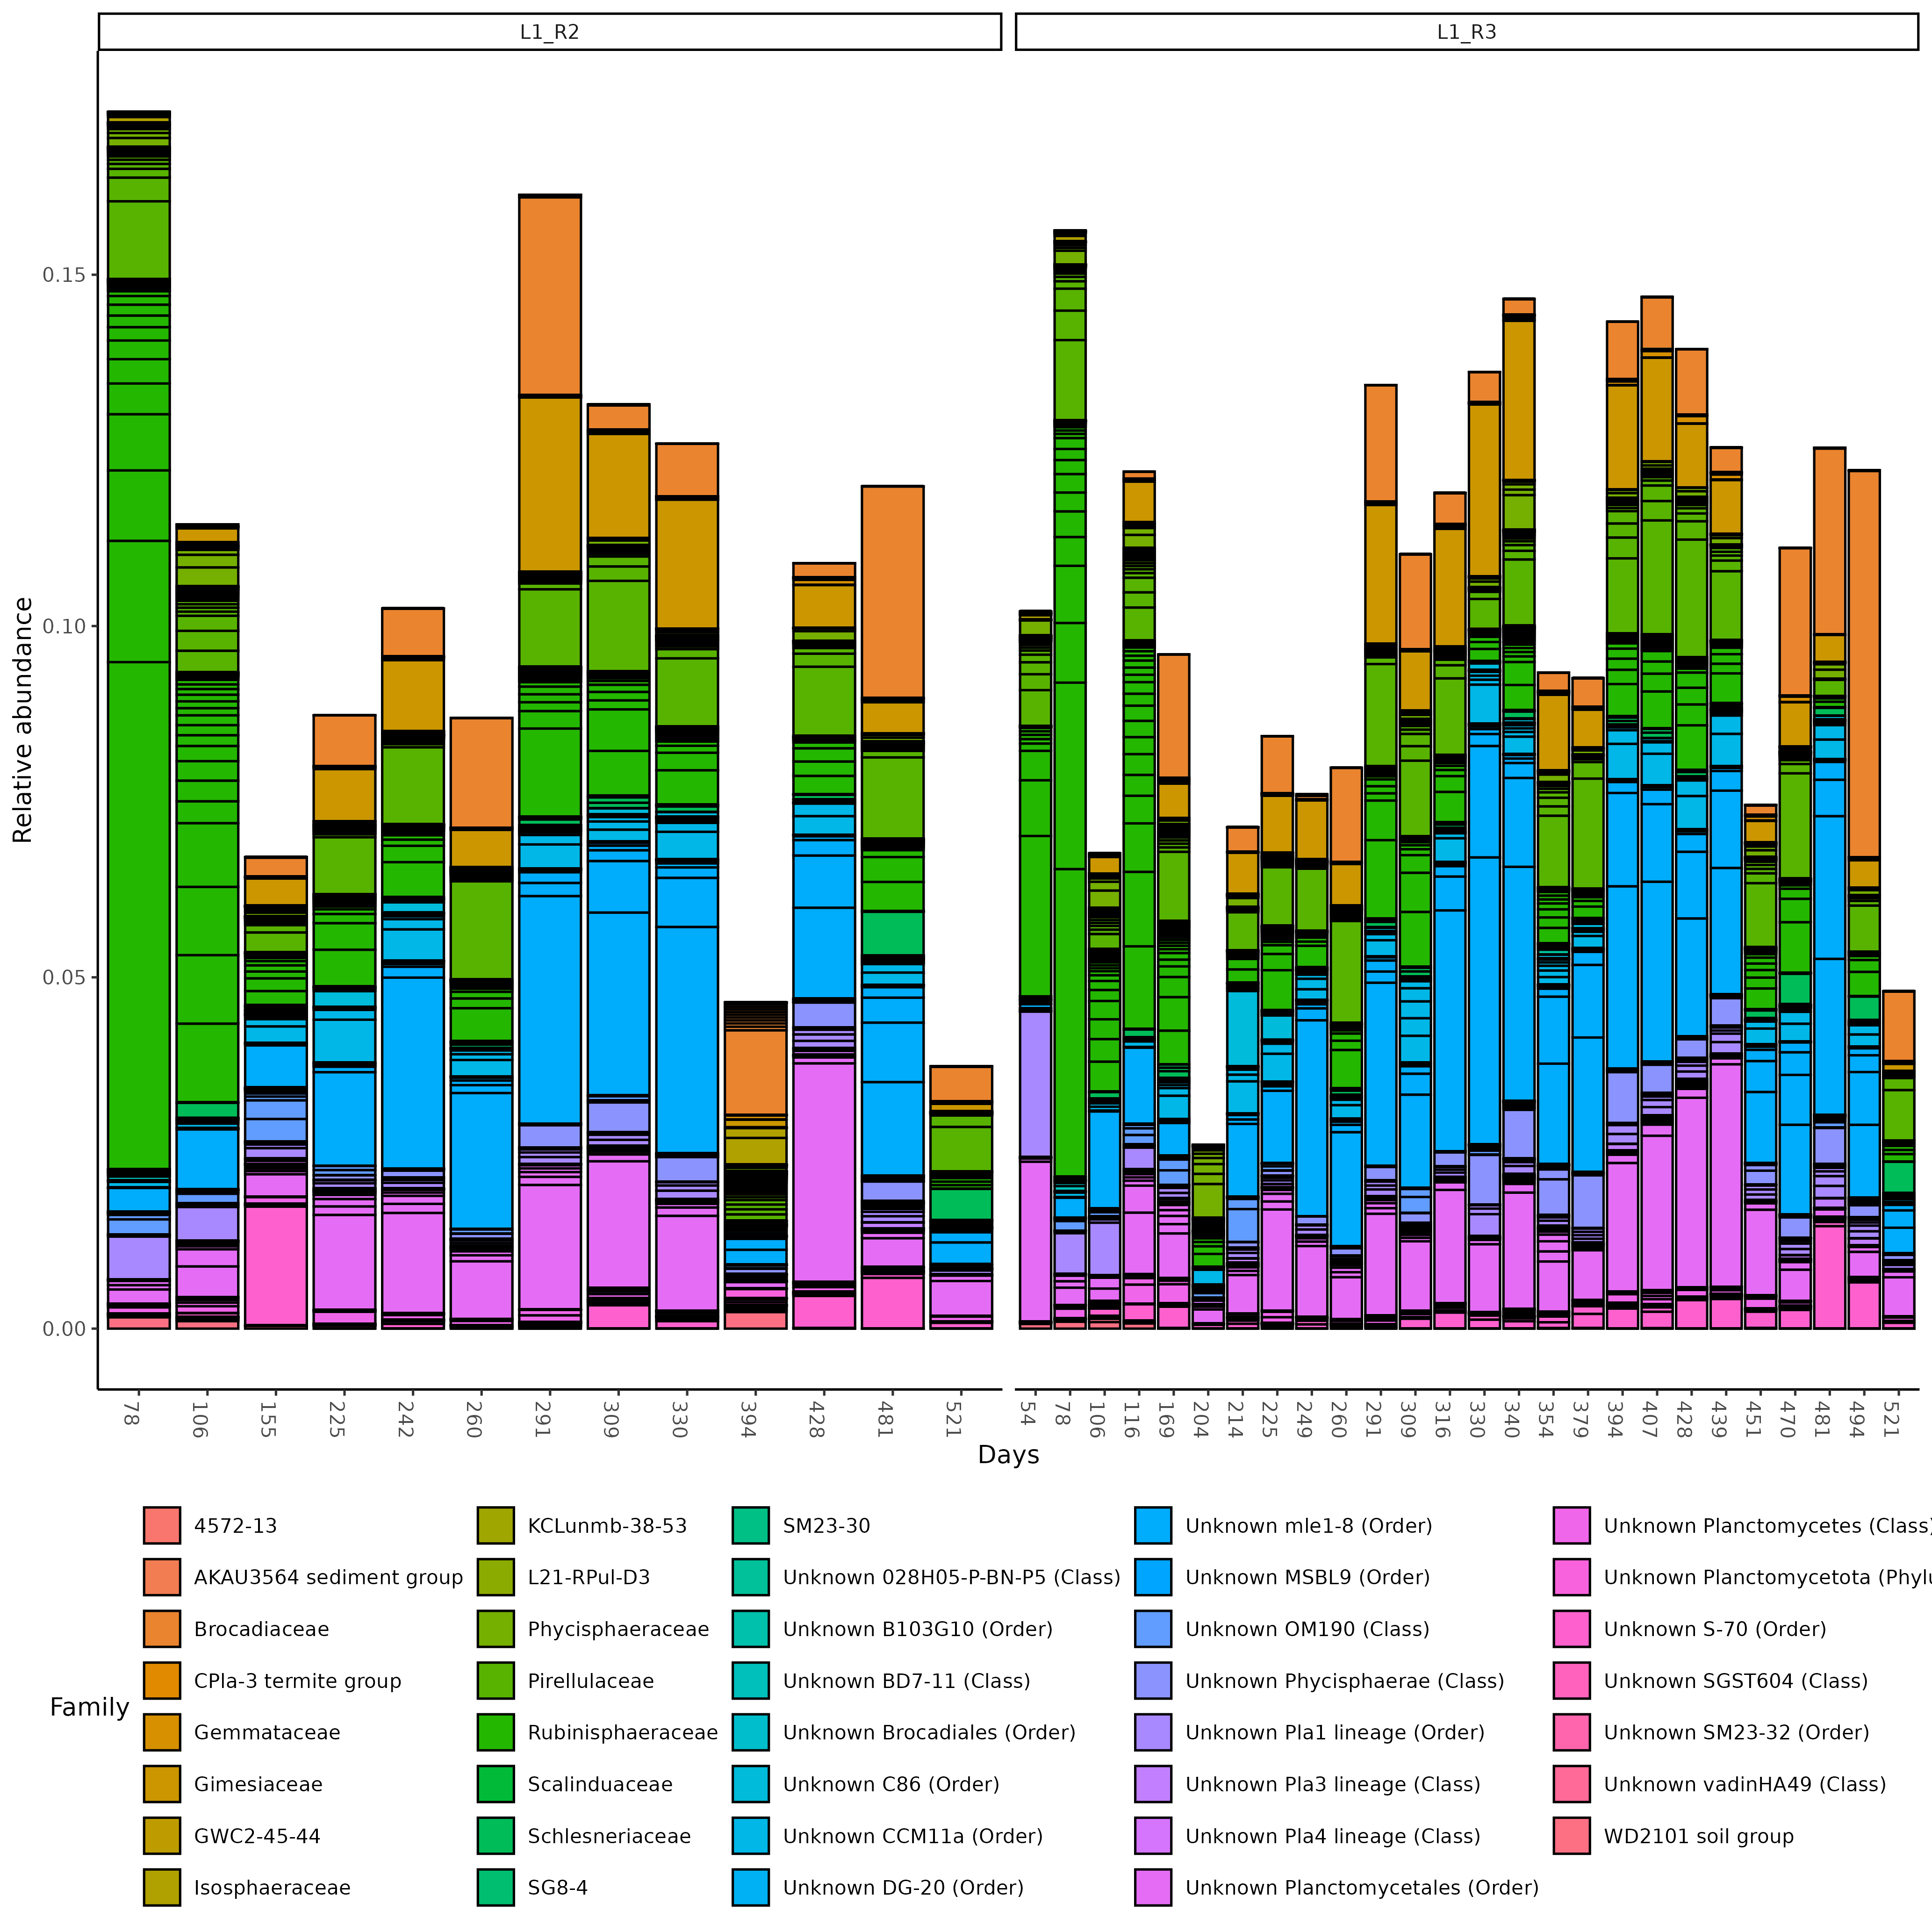 L1_R2
L1_R3
Relative abundance
0.15
0.10
0.05
0.00
78
106
155
225
242
260
291
309
330
394
428
481
521
54
78
106
116
169
204
214
225
249
260
291
309
316
330
340
354
379
394
407
428
439
451
470
481
494
521
Days
Family
4572-13
AKAU3564 sediment group
Brocadiaceae
CPla-3 termite group
Gemmataceae
Gimesiaceae
GWC2-45-44
Isosphaeraceae
KCLunmb-38-53
L21-RPul-D3
Phycisphaeraceae
Pirellulaceae
Rubinisphaeraceae
Scalinduaceae
Schlesneriaceae
SG8-4
SM23-30
Unknown 028H05-P-BN-P5 (Class)
Unknown B103G10 (Order)
Unknown BD7-11 (Class)
Unknown Brocadiales (Order)
Unknown C86 (Order)
Unknown CCM11a (Order)
Unknown DG-20 (Order)
Unknown mle1-8 (Order)
Unknown MSBL9 (Order)
Unknown OM190 (Class)
Unknown Phycisphaerae (Class)
Unknown Pla1 lineage (Order)
Unknown Pla3 lineage (Class)
Unknown Pla4 lineage (Class)
Unknown Planctomycetales (Order)
Unknown Planctomycetes (Class)
Unknown Planctomycetota (Phylu
Unknown S-70 (Order)
Unknown SGST604 (Class)
Unknown SM23-32 (Order)
Unknown vadinHA49 (Class)
WD2101 soil group